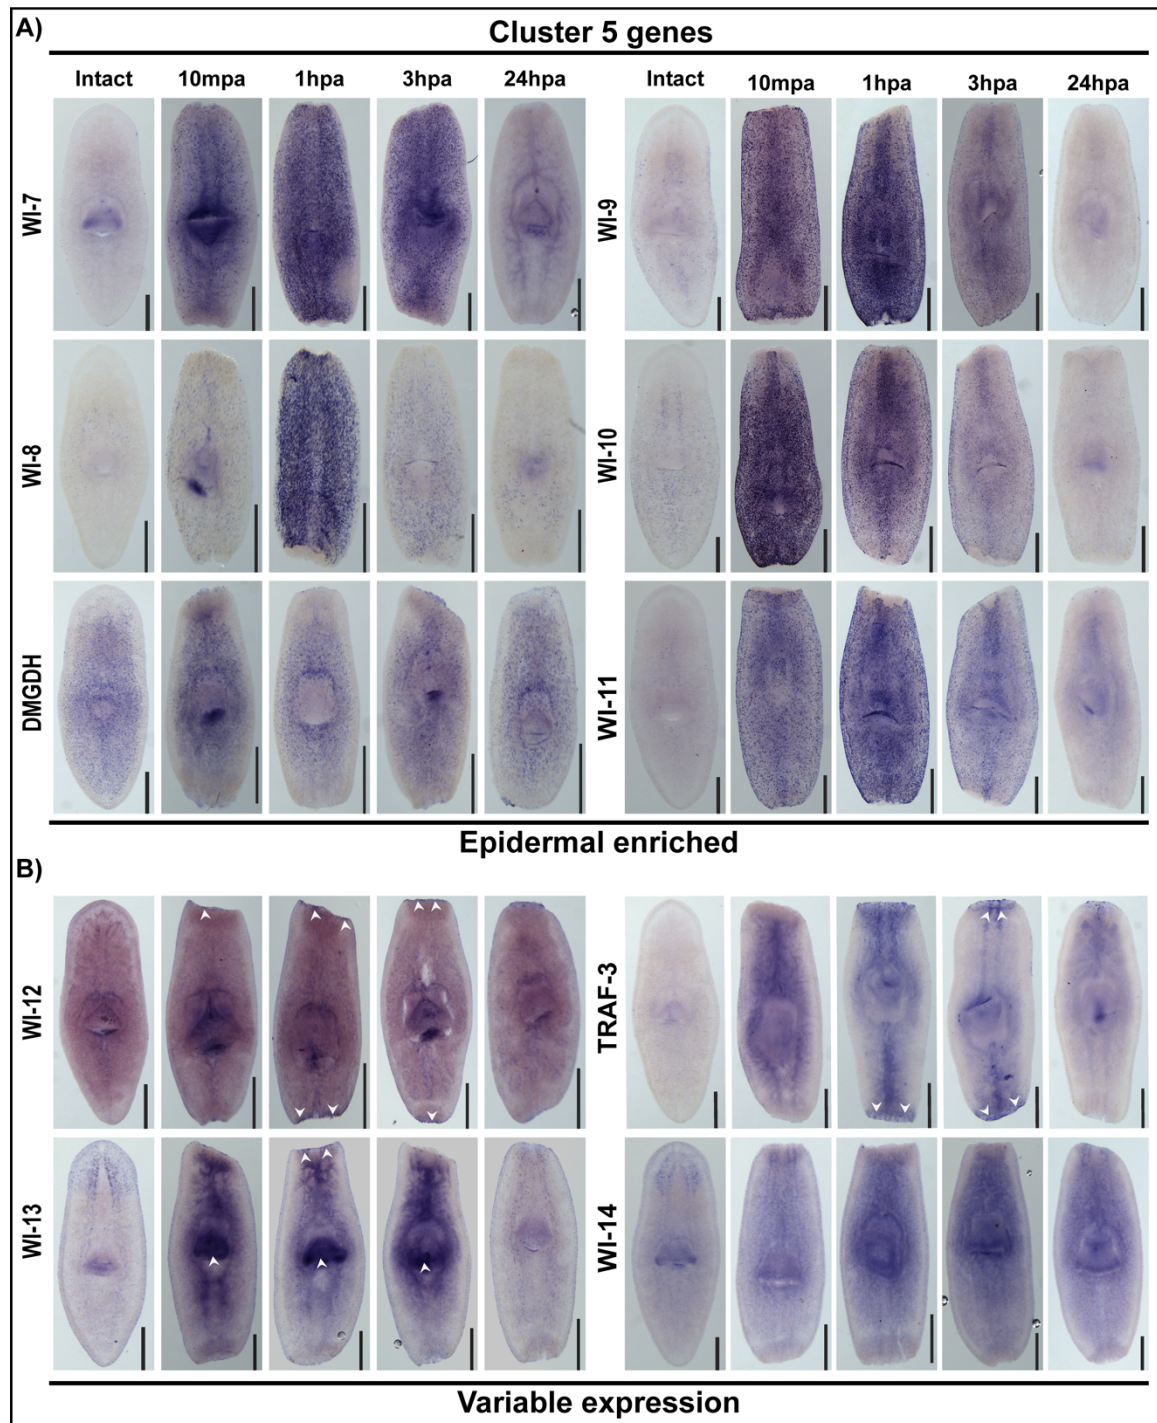 A)
Cluster 5 genes
Intact 10mpa 1hpa 3hpa 24hpa Intact 10mpa 1hpa 3hpa 24hpa
WI-7 WI-9
WI-8 WI-10
DMGDH WI-11
Epidermal enriched
B)
WI-12 TRAF-3
WI-13 WI-14
Variable expression